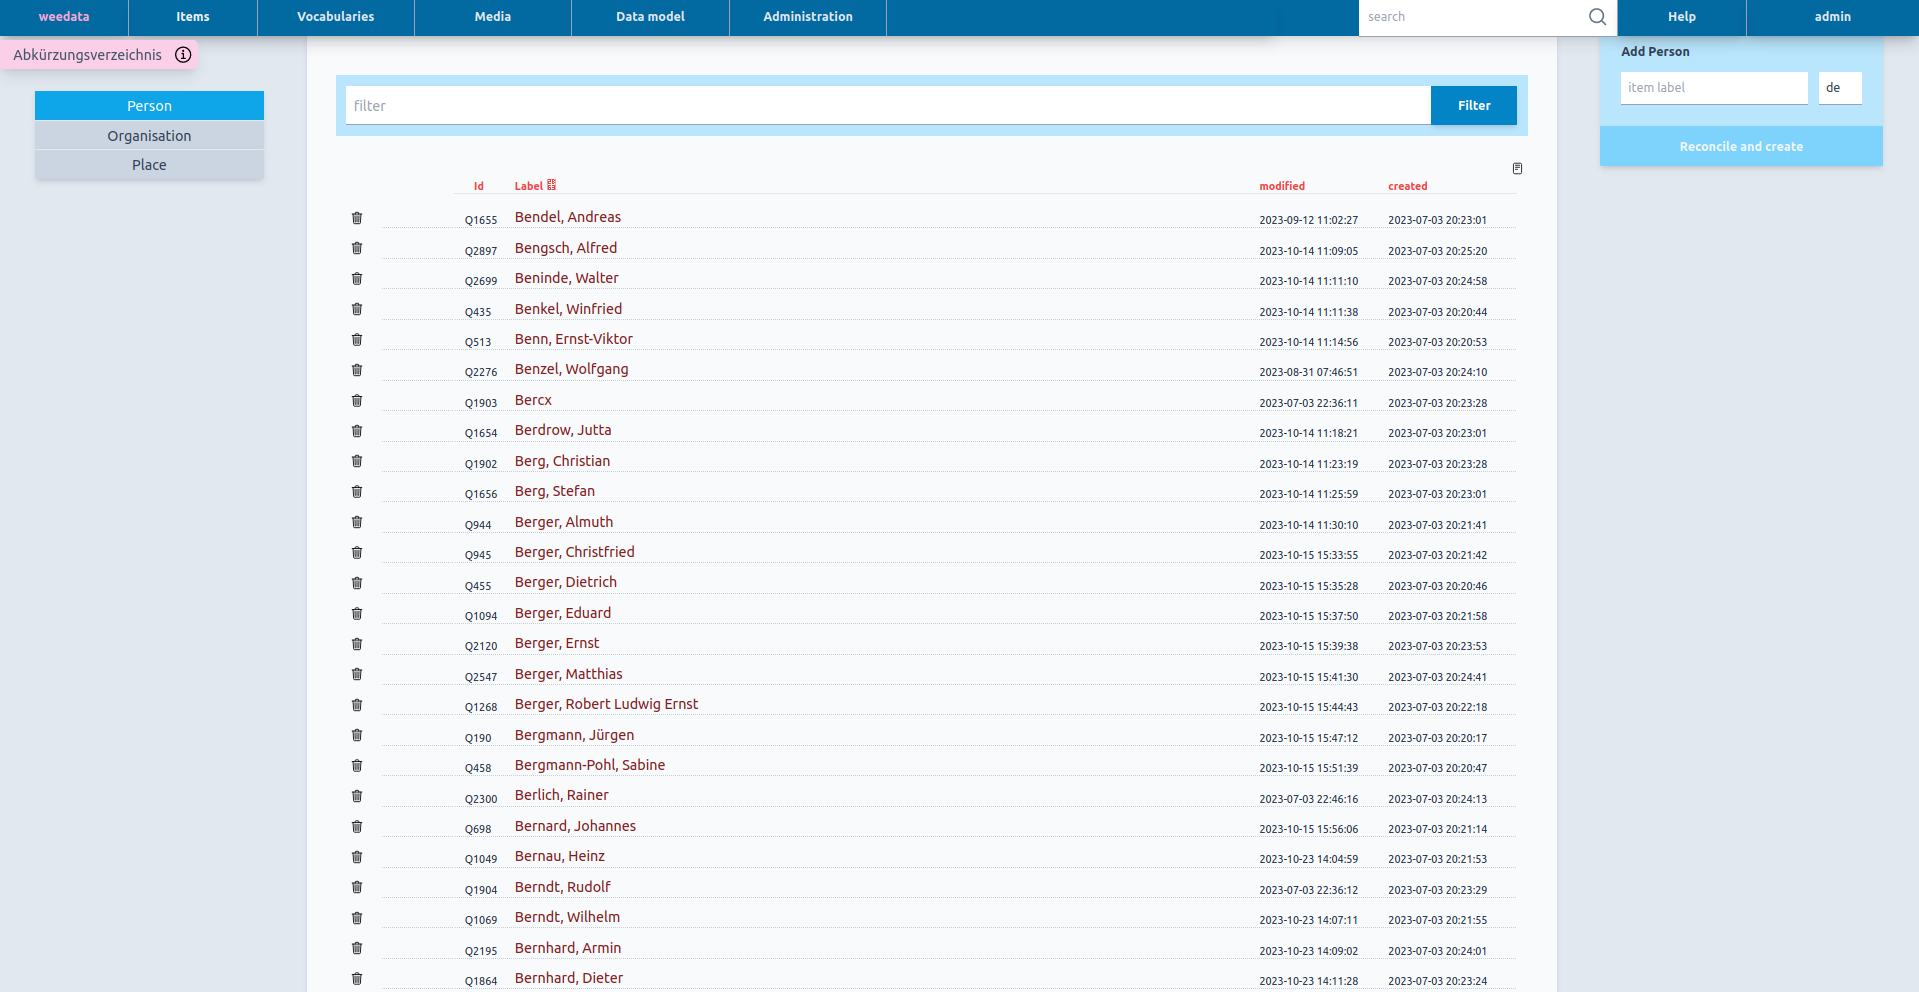 weedata Items Vocabularies Media Data model Administration search Help admin
Abkürzungsverzeichnis
Person
Organisation
Place
filter Filter
Add Person
item label de
Reconcile and create
Id Label modified created
Q1655 Bendel, Andreas 2023-09-12 11:02:27 2023-07-03 20:23:01
Q2897 Bengsch, Alfred 2023-10-14 11:09:05 2023-07-03 20:25:20
Q2699 Beninde, Walter 2023-10-14 11:11:10 2023-07-03 20:24:58
Q435 Benkel, Winfried 2023-10-14 11:11:38 2023-07-03 20:20:44
Q513 Benn, Ernst-Viktor 2023-10-14 11:14:56 2023-07-03 20:20:53
Q2276 Benzel, Wolfgang 2023-08-31 07:46:51 2023-07-03 20:24:10
Q1903 Bercx 2023-07-03 22:36:11 2023-07-03 20:23:28
Q1654 Berdrow, Jutta 2023-10-14 11:18:21 2023-07-03 20:23:01
Q1902 Berg, Christian 2023-10-14 11:23:19 2023-07-03 20:23:28
Q1656 Berg, Stefan 2023-10-14 11:25:59 2023-07-03 20:23:01
Q944 Berger, Almuth 2023-10-14 11:30:10 2023-07-03 20:21:41
Q945 Berger, Christfried 2023-10-15 15:33:55 2023-07-03 20:21:42
Q455 Berger, Dietrich 2023-10-15 15:35:28 2023-07-03 20:20:46
Q1094 Berger, Eduard 2023-10-15 15:37:50 2023-07-03 20:21:58
Q2120 Berger, Ernst 2023-10-15 15:39:38 2023-07-03 20:23:53
Q2547 Berger, Matthias 2023-10-15 15:41:30 2023-07-03 20:24:41
Q1268 Berger, Robert Ludwig Ernst 2023-10-15 15:44:43 2023-07-03 20:22:18
Q190 Bergmann, Jürgen 2023-10-15 15:47:12 2023-07-03 20:20:17
Q458 Bergmann-Pohl, Sabine 2023-10-15 15:51:39 2023-07-03 20:20:47
Q2300 Berlich, Rainer 2023-07-03 22:46:16 2023-07-03 20:24:13
Q698 Bernard, Johannes 2023-10-15 15:56:06 2023-07-03 20:21:14
Q1049 Bernau, Heinz 2023-10-23 14:04:59 2023-07-03 20:21:53
Q1904 Berndt, Rudolf 2023-07-03 22:36:12 2023-07-03 20:23:29
Q1069 Berndt, Wilhelm 2023-10-23 14:07:11 2023-07-03 20:21:55
Q2195 Bernhard, Armin 2023-10-23 14:09:02 2023-07-03 20:24:01
Q1864 Bernhard, Dieter 2023-10-23 14:11:28 2023-07-03 20:23:24